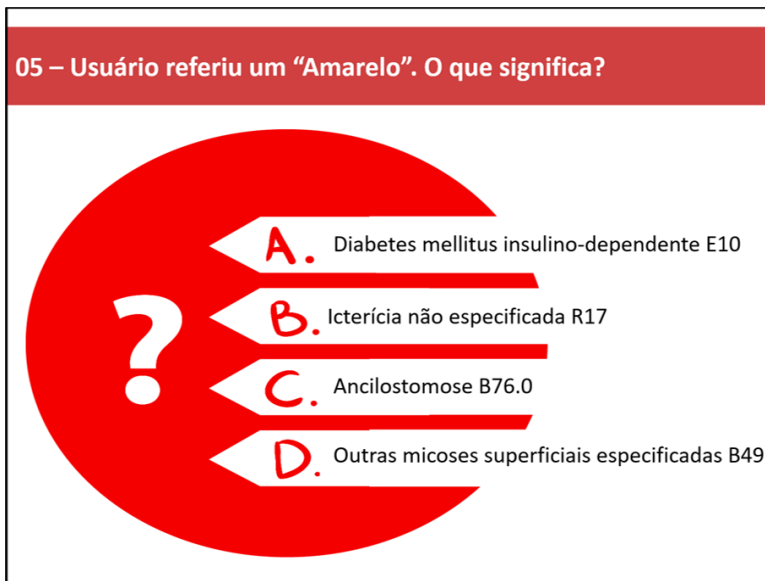 05 – Usuário referiu um “Amarelo”. O que significa?
?
A. Diabetes mellitus insulino-dependente E10
B. Icterícia não especificada R17
C. Ancilostomose B76.0
D. Outras micoses superficiais especificadas B49